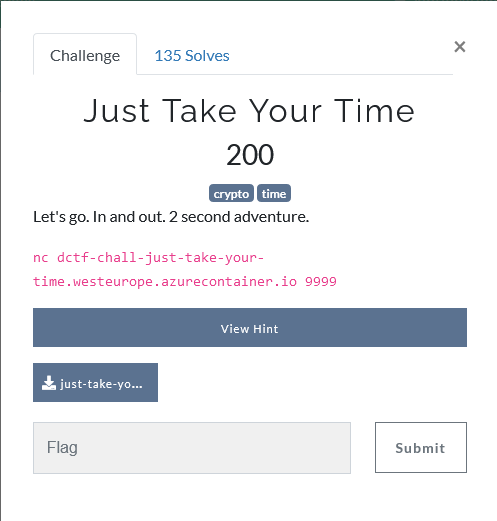 Challenge
135 Solves
×
Just Take Your Time
200
crypto time
Let's go. In and out. 2 second adventure.
nc dctf-chall-just-take-your-
time.westeurope.azurecontainer.io 9999
View Hint
just-take-yo...
Flag
Submit